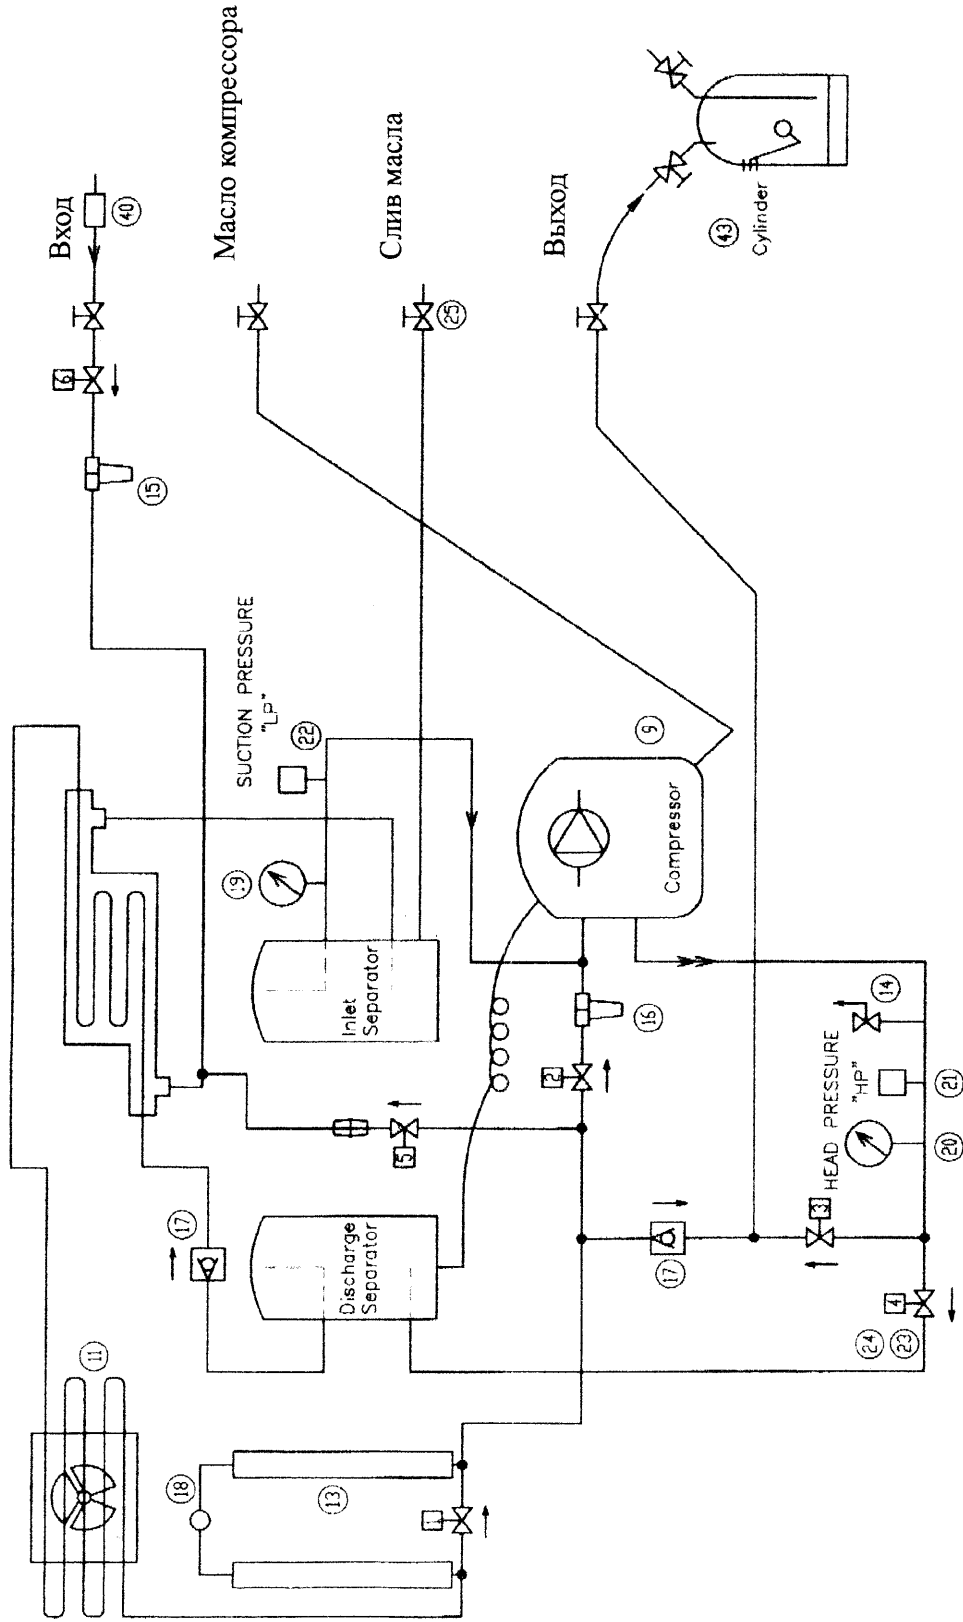 Вход
6
40
11
15
18
17
Масло компрессора
19
SUCTION PRESSURE
"LP"
22
13
Discharge
Separator
Inlet
Separator
Слив масла
5
1
25
2
Выход
17
16
9
Compressor
43
Cylinder
3
HEAD PRESSURE
"HP"
24
14
4
23
20
21